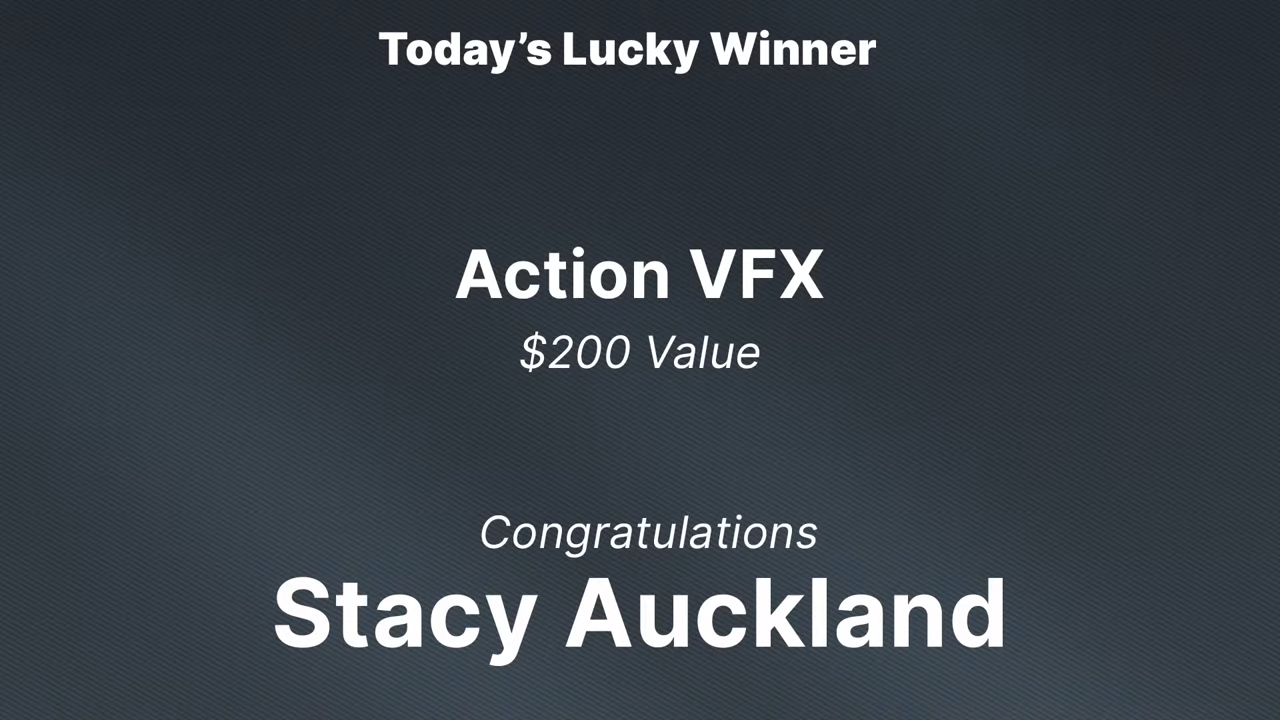 Today’s Lucky Winner
Action VFX
$200 Value
Congratulations
Stacy Auckland